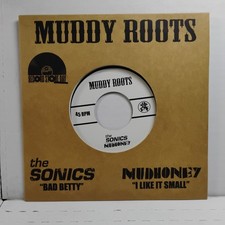 MUDDY ROOTS
MUDDY ROOTS
45 RPM
the
SONICS
MUDHONEY
the
SONICS
"BAD BETTY"
MUDHONEY
"I LIKE IT SMALL"